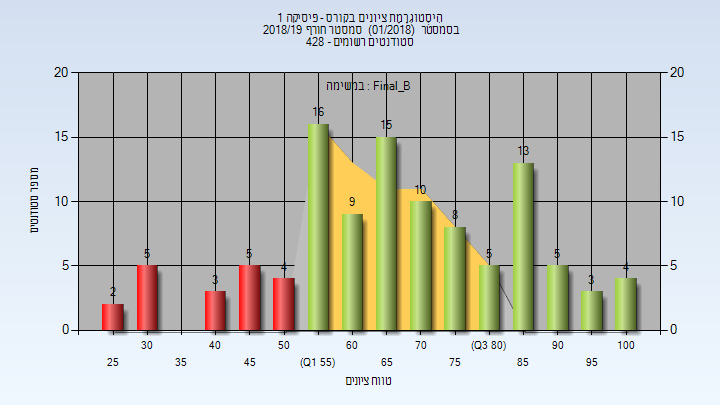 היסטוגרמת ציונים בקורס - פיסיקה 1
בסמסטר (01/2018) סמסטר חורף 2018/19
סטודנטים רשומים - 428
במשימה : Final_B
מספר סטודנטים
20 20
15 15
10 10
5 5
0 0
2 5 3 5 4 16 9 15 10 8 5 13 5 3 4
30 40 50 60 70 (Q3 80) 90 100
25 35 45 (Q1 55) 65 75 85 95
טווח ציונים